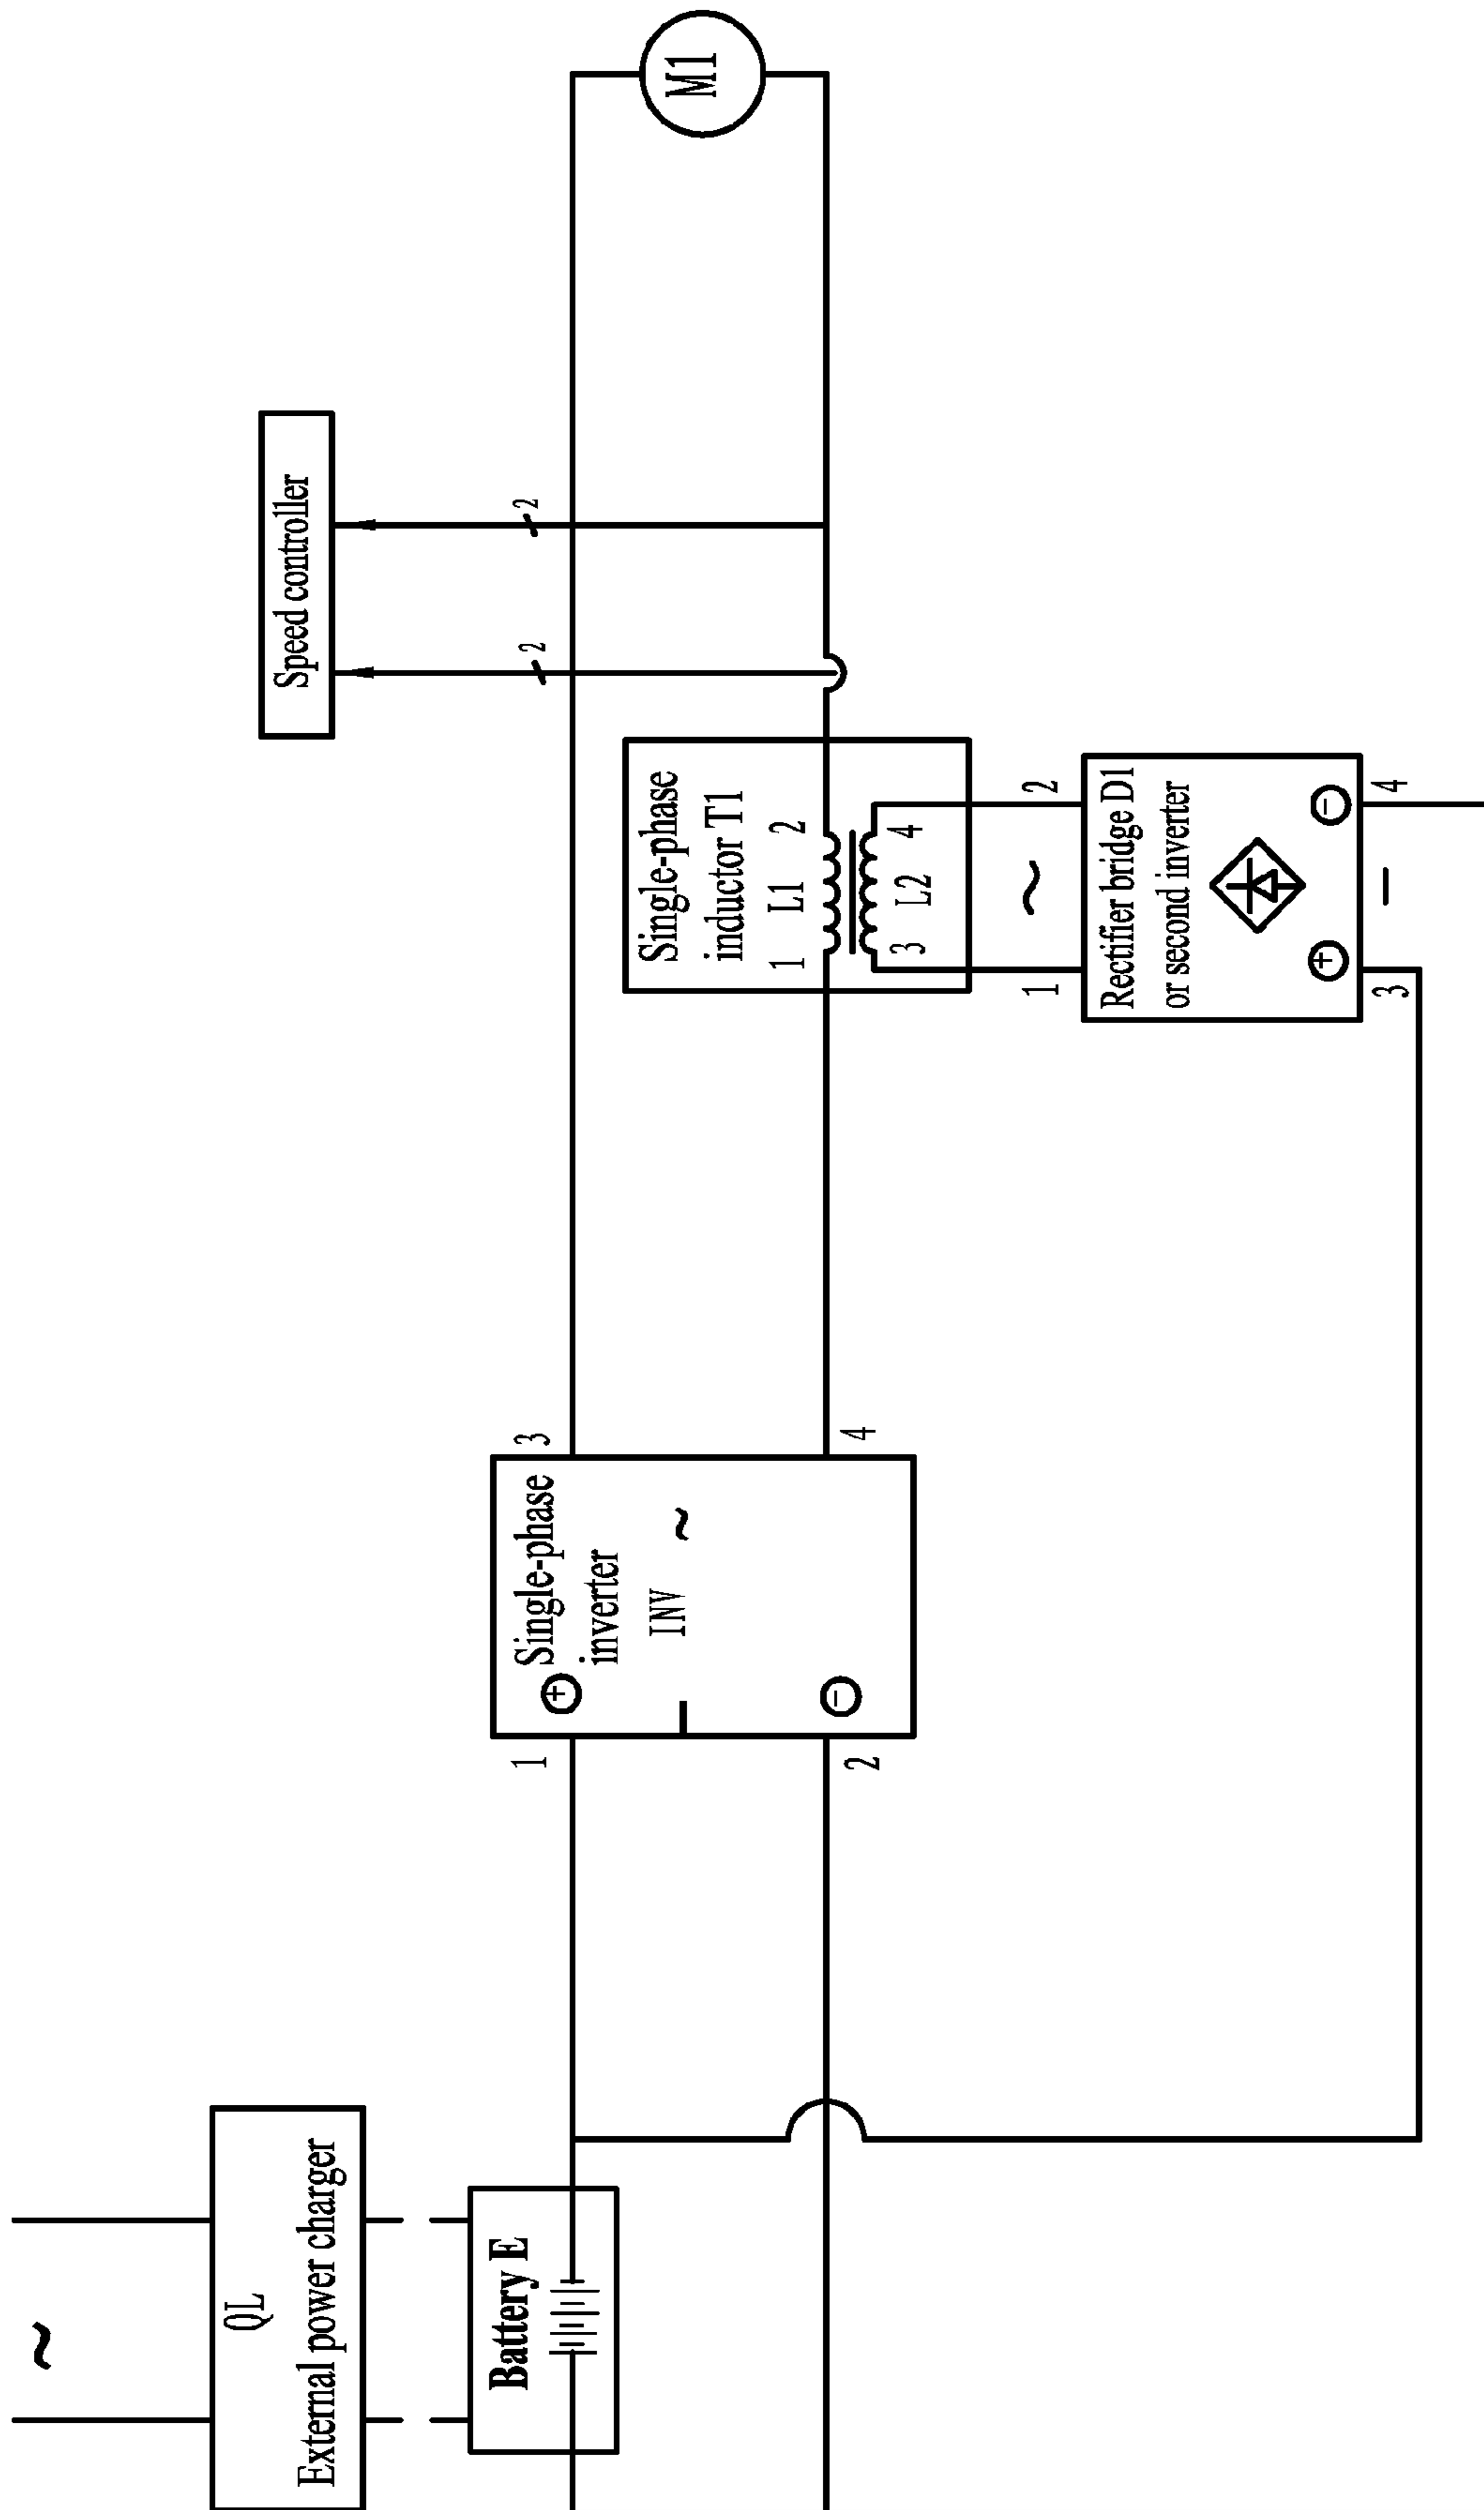 ~
QL
External power charger
Battery E
1
2
Single-phase
inverter
INV
~
+
-
3
4
Speed controller
2
2
M1
Single-phase
inductor T1
1 L1 2
3 L2 4
1 ~ 2
Rectifier bridge D1
or second inverter
+
-
3
4